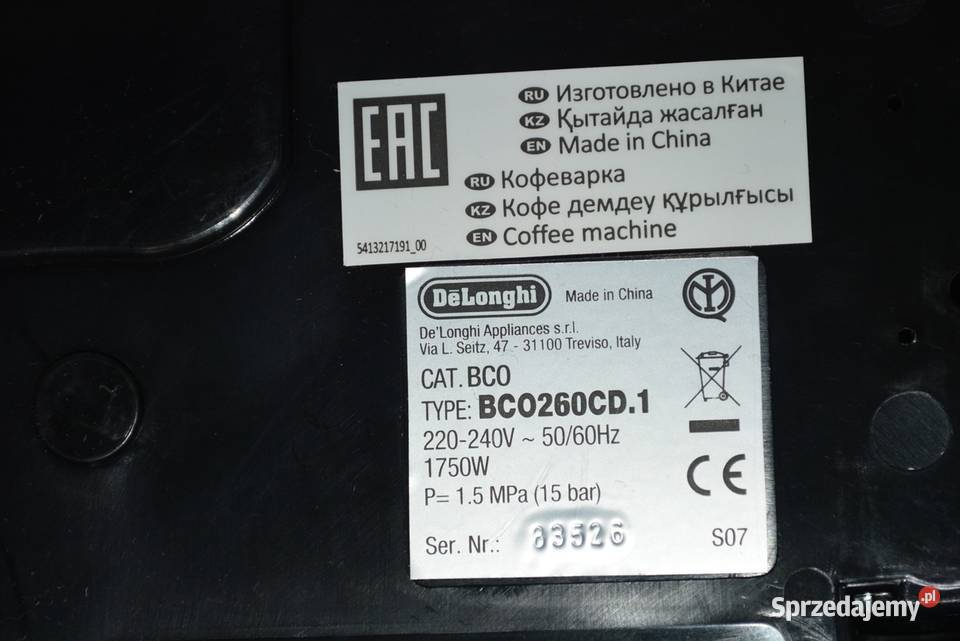 EAC
RU Изготовлено в Китае
KZ Қытайда жасалған
EN Made in China
RU Кофеварка
KZ Кофе демдеу құрылғысы
EN Coffee machine
5413217191_00
DēLonghi Made in China
De'Longhi Appliances s.r.l.
Via L. Seitz, 47 - 31100 Treviso, Italy
CAT. BCO
TYPE: BCO260CD.1
220-240V ~ 50/60Hz
1750W
P= 1.5 MPa (15 bar)
CE
Ser. Nr.: 83526 S07
Sprzedajemy.pl